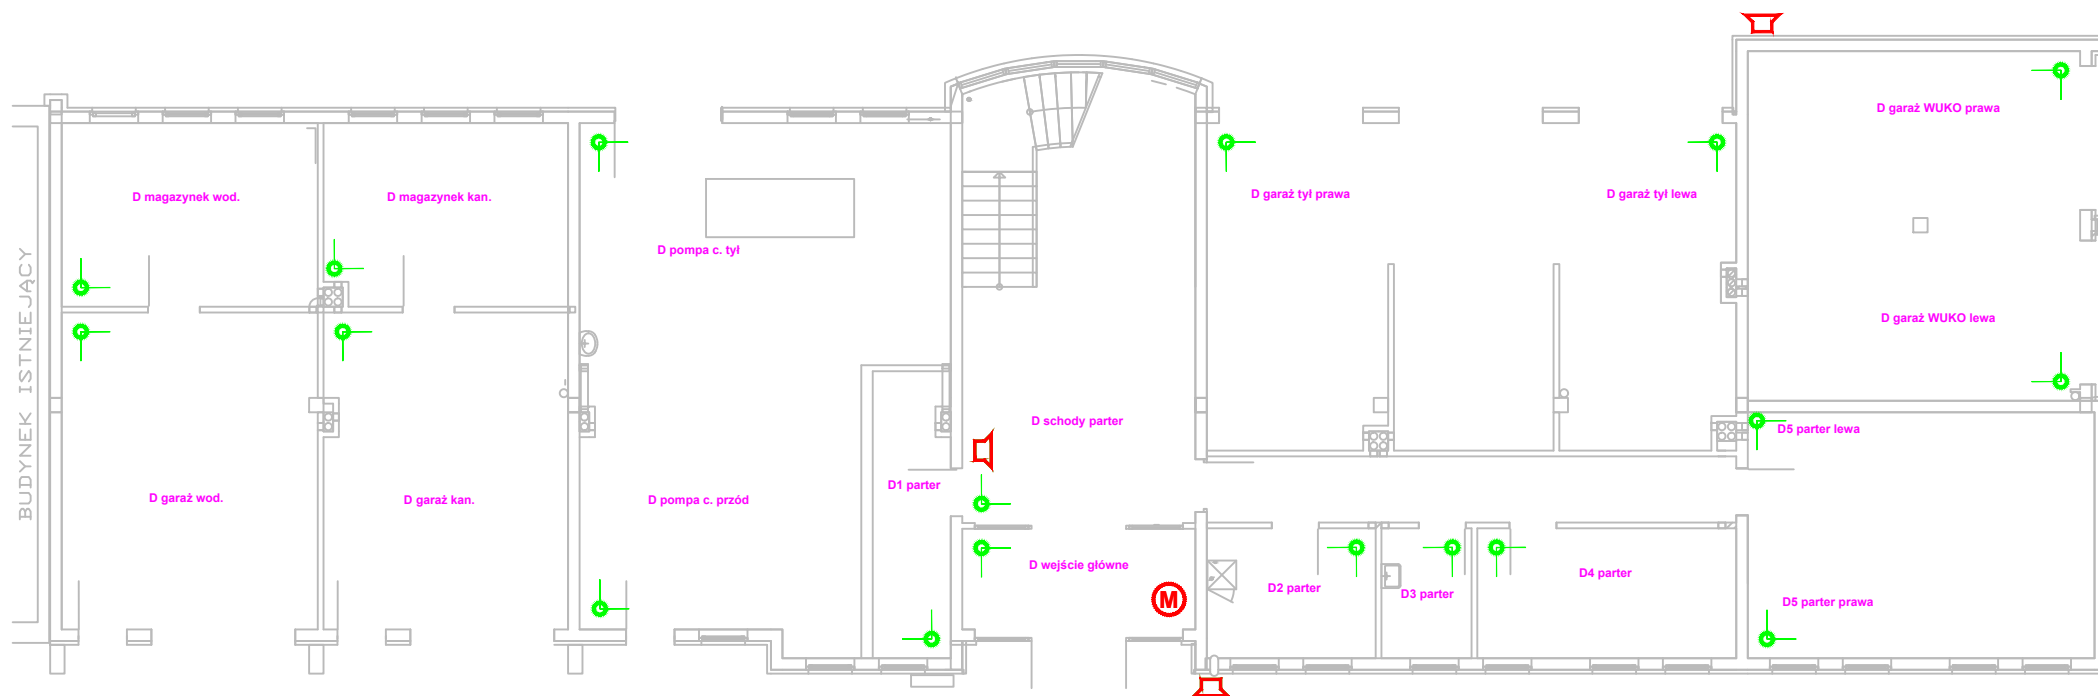 D garaż WUKO prawa
D magazynek wod.
D magazynek kan.
D garaż tył prawa
D garaż tył lewa
D pompa c. tył
BUDYNEK ISTNIEJĄCY
D garaż WUKO lewa
D schody parter
D5 parter lewa
D garaż wod.
D garaż kan.
D pompa c. przód
D1 parter
D wejście główne
D4 parter
D2 parter
D3 parter
M
D5 parter prawa